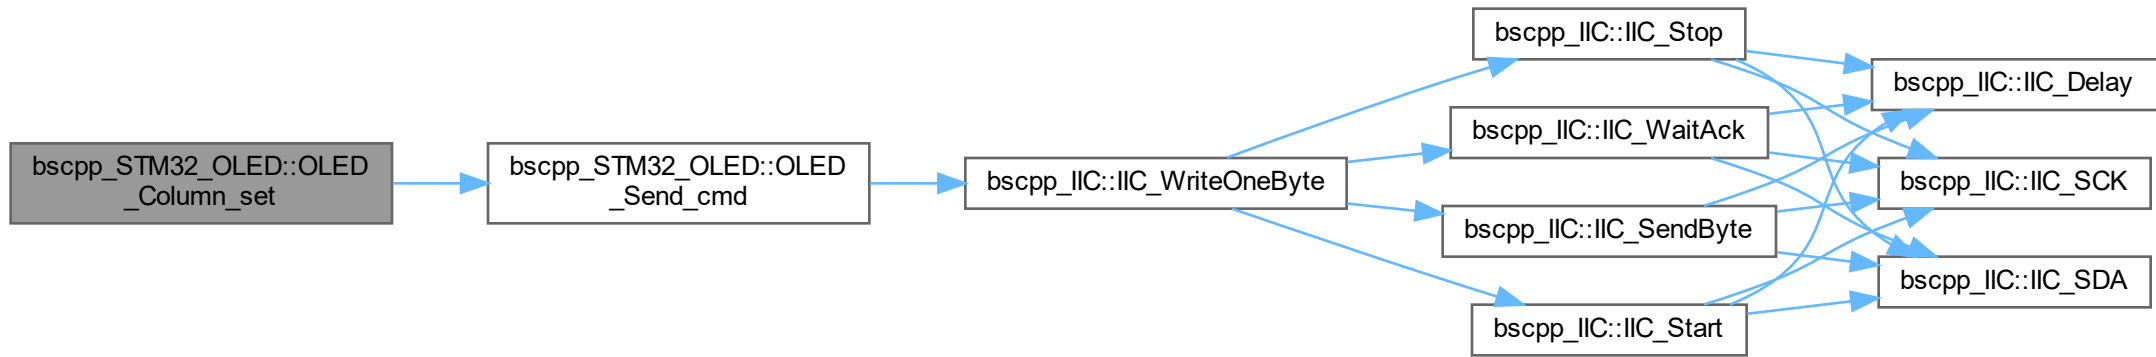 bscpp_STM32_OLED::OLED
_Column_set
bscpp_STM32_OLED::OLED
_Send_cmd
bscpp_IIC::IIC_WriteOneByte
bscpp_IIC::IIC_Stop
bscpp_IIC::IIC_WaitAck
bscpp_IIC::IIC_SendByte
bscpp_IIC::IIC_Start
bscpp_IIC::IIC_Delay
bscpp_IIC::IIC_SCK
bscpp_IIC::IIC_SDA